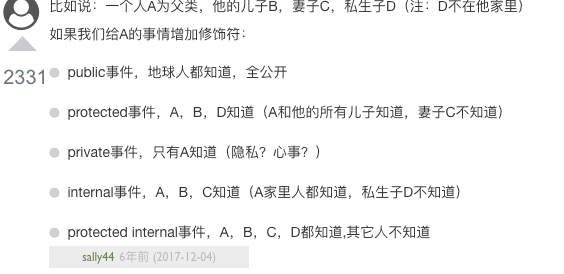 比如说：一个人A为父类，他的儿子B，妻子C，私生子D（注：D不在他家里）
如果我们给A的事情增加修饰符：
2331
public事件，地球人都知道，全公开
protected事件，A，B，D知道（A和他的所有儿子知道，妻子C不知道）
private事件，只有A知道（隐私？心事？）
internal事件，A，B，C知道（A家里人都知道，私生子D不知道）
protected internal事件，A，B，C，D都知道,其它人不知道
sally44 6年前 (2017-12-04)